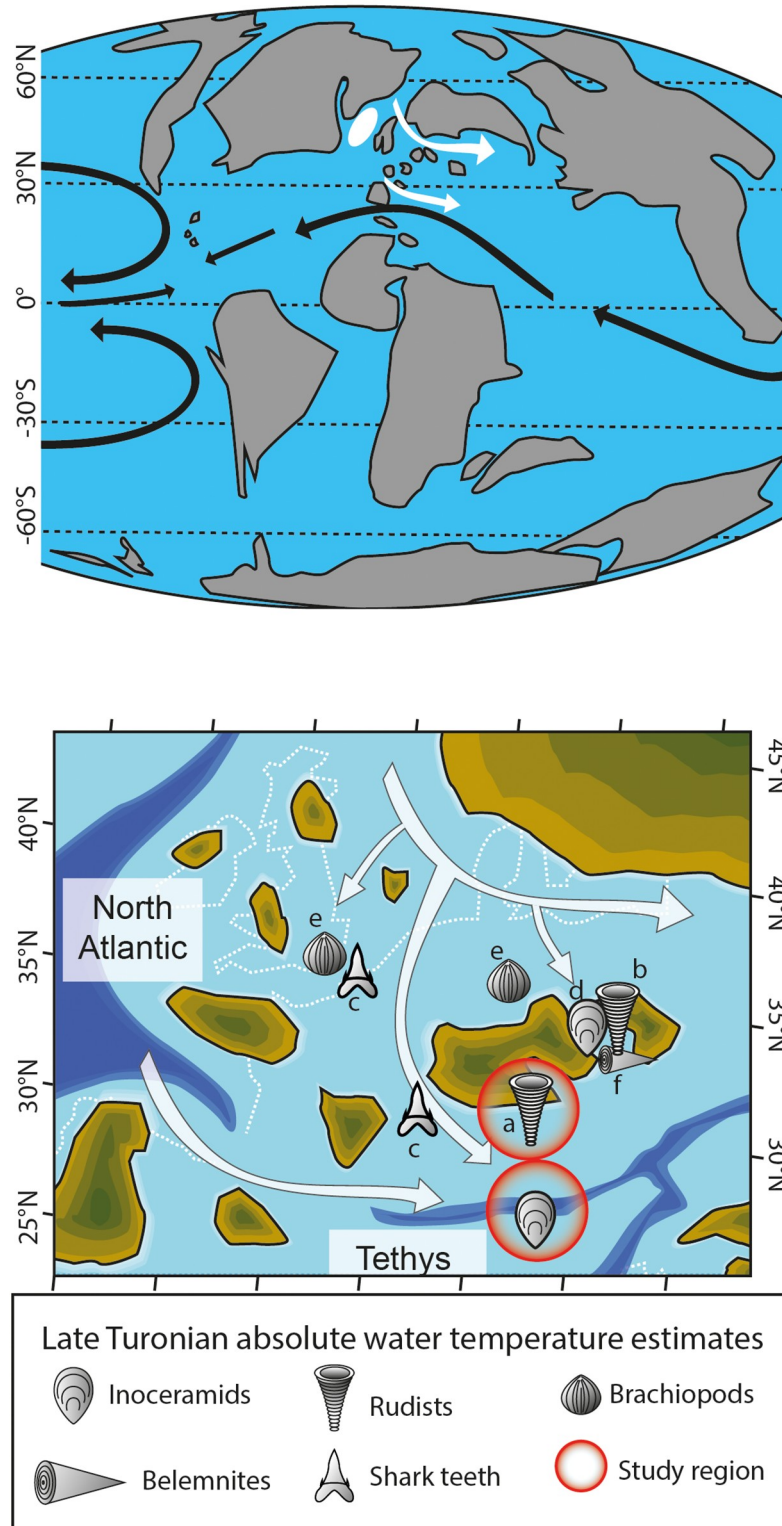 60°N
30°N
0°
-30°S
-60°S
45°N
40°N
40°N
North
Atlantic
e
c
e
d
b
35°N
35°N
f
30°N
a
c
30°N
25°N
Tethys
Late Turonian absolute water temperature estimates
Inoceramids
Rudists
Brachiopods
Belemnites
Shark teeth
Study region